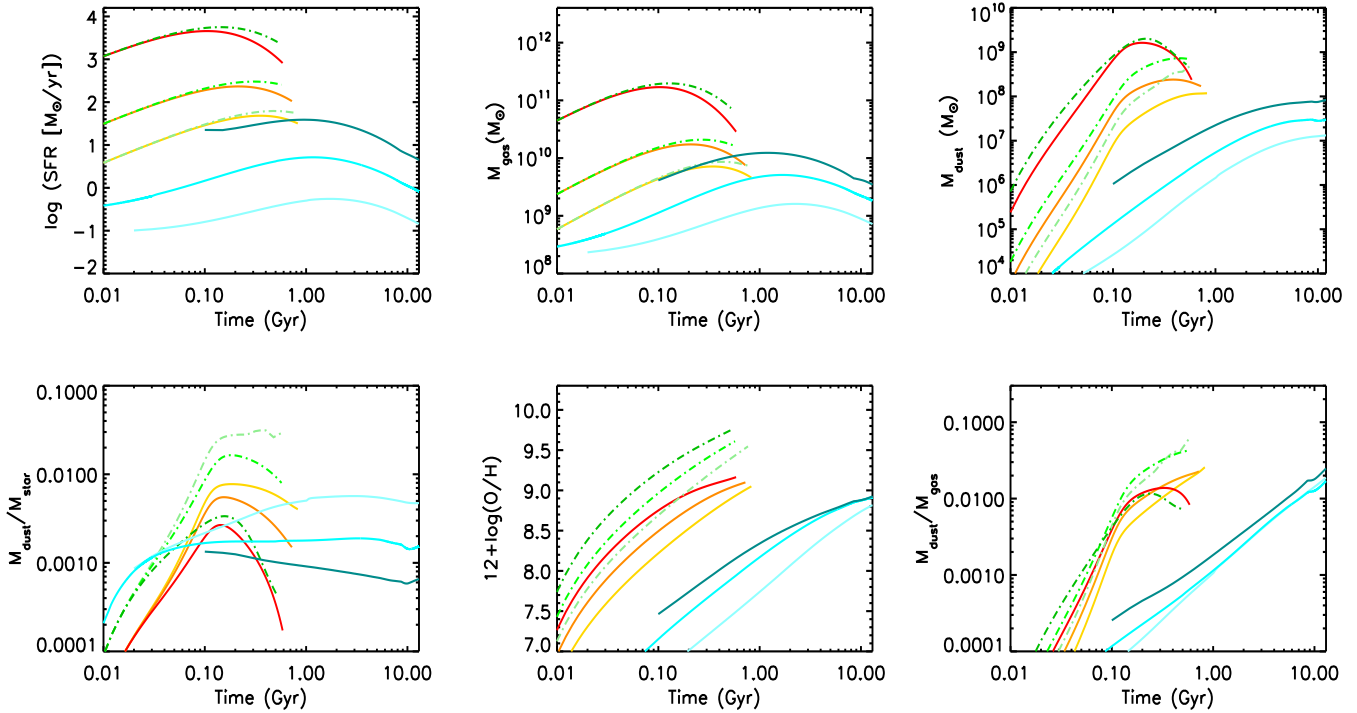 log (SFR [M⊙/yr])
4
3
2
1
0
−1
−2
0.01 0.10 1.00 10.00
Time (Gyr)
Mgas(M⊙)
10^12
10^11
10^10
10^9
10^8
0.01 0.10 1.00 10.00
Time (Gyr)
Mdust (M⊙)
10^10
10^9
10^8
10^7
10^6
10^5
10^4
0.01 0.10 1.00 10.00
Time (Gyr)
Mdust/Mstar
0.1000
0.0100
0.0010
0.0001
0.01 0.10 1.00 10.00
Time (Gyr)
12+log(O/H)
10.0
9.5
9.0
8.5
8.0
7.5
7.0
0.01 0.10 1.00 10.00
Time (Gyr)
Mdust/Mgas
0.1000
0.0100
0.0010
0.0001
0.01 0.10 1.00 10.00
Time (Gyr)